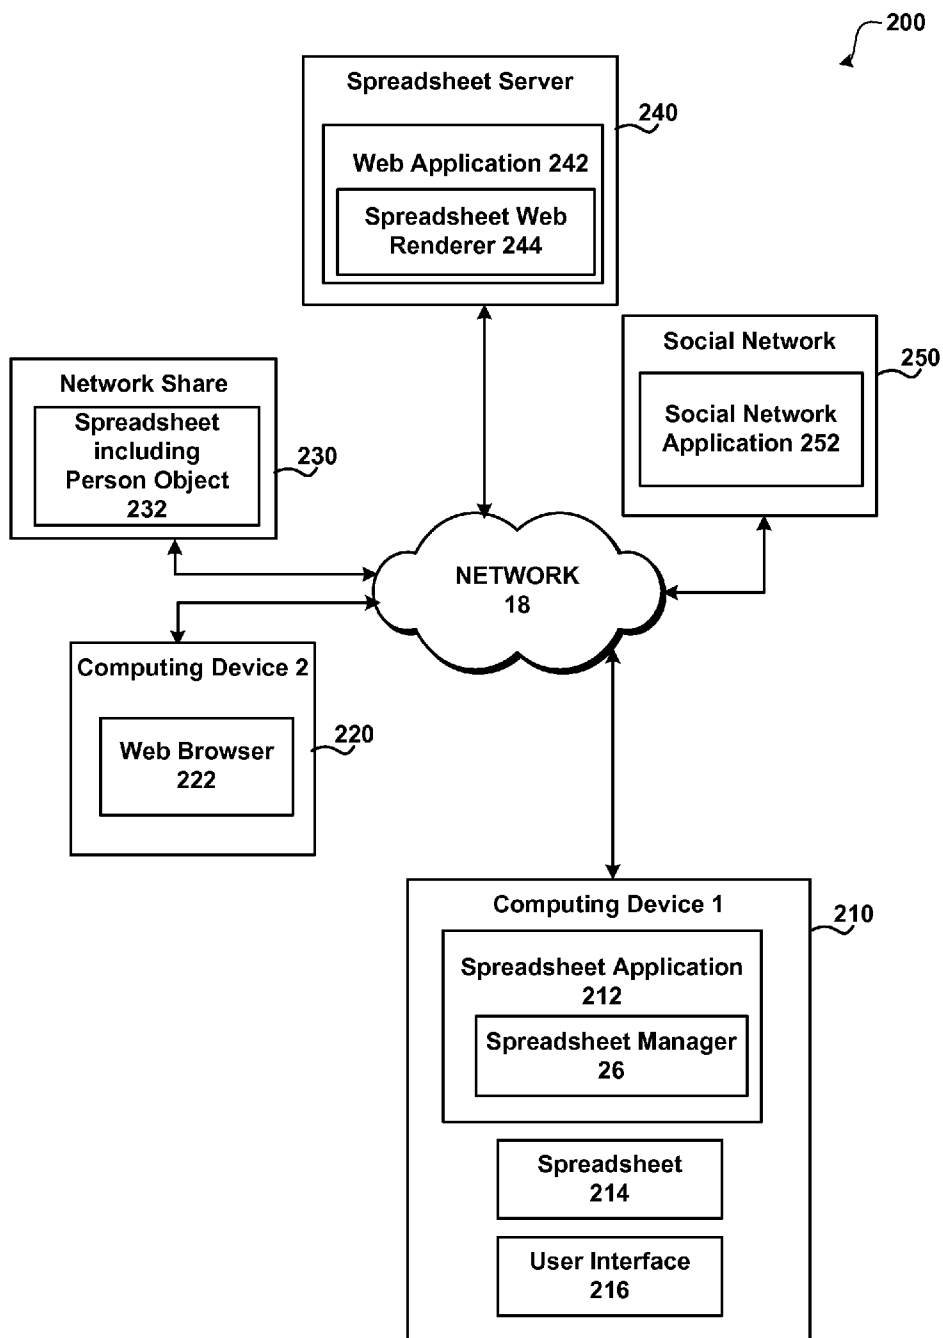 200
Spreadsheet Server
240
Web Application 242
Spreadsheet Web
Renderer 244
Social Network
250
Social Network
Application 252
Network Share
Spreadsheet
including
Person Object
232
230
NETWORK
18
Computing Device 2
220
Web Browser
222
Computing Device 1
210
Spreadsheet Application
212
Spreadsheet Manager
26
Spreadsheet
214
User Interface
216